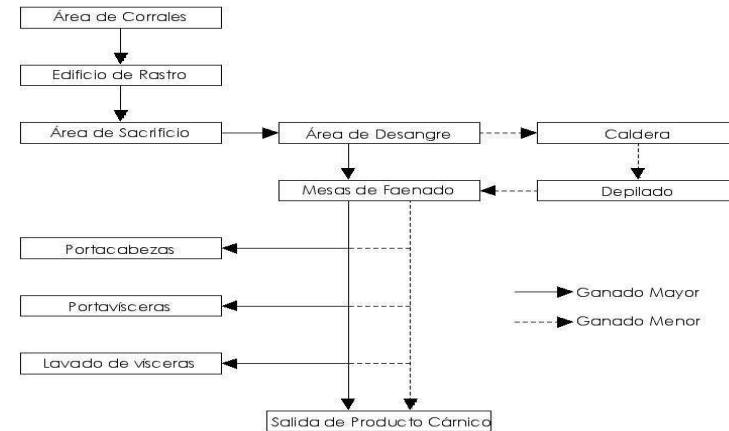 Área de Corrales
Edificio de Rastro
Área de Sacrificio
Área de Desangre
Caldera
Mesas de Faenado
Depilado
Portacabezas
Portavísceras
Lavado de vísceras
Ganado Mayor
Ganado Menor
Salida de Producto Cárnico